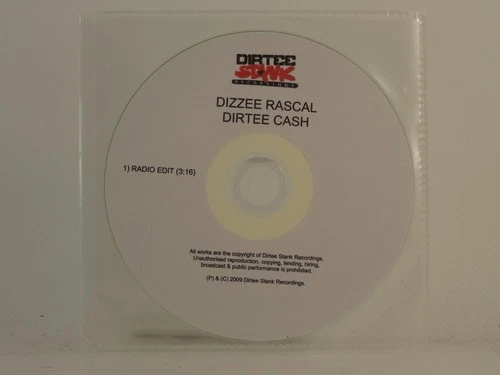 DIRTEE
STANK
RECORDINGS
DIZZEE RASCAL
DIRTEE CASH
1) RADIO EDIT (3:16)
All works are the copyright of Dirtee Stank Recordings.
Unauthorised reproduction, copying, lending, hiring,
broadcast & public performance is prohibited.
(P) & (C) 2009 Dirtee Stank Recordings.